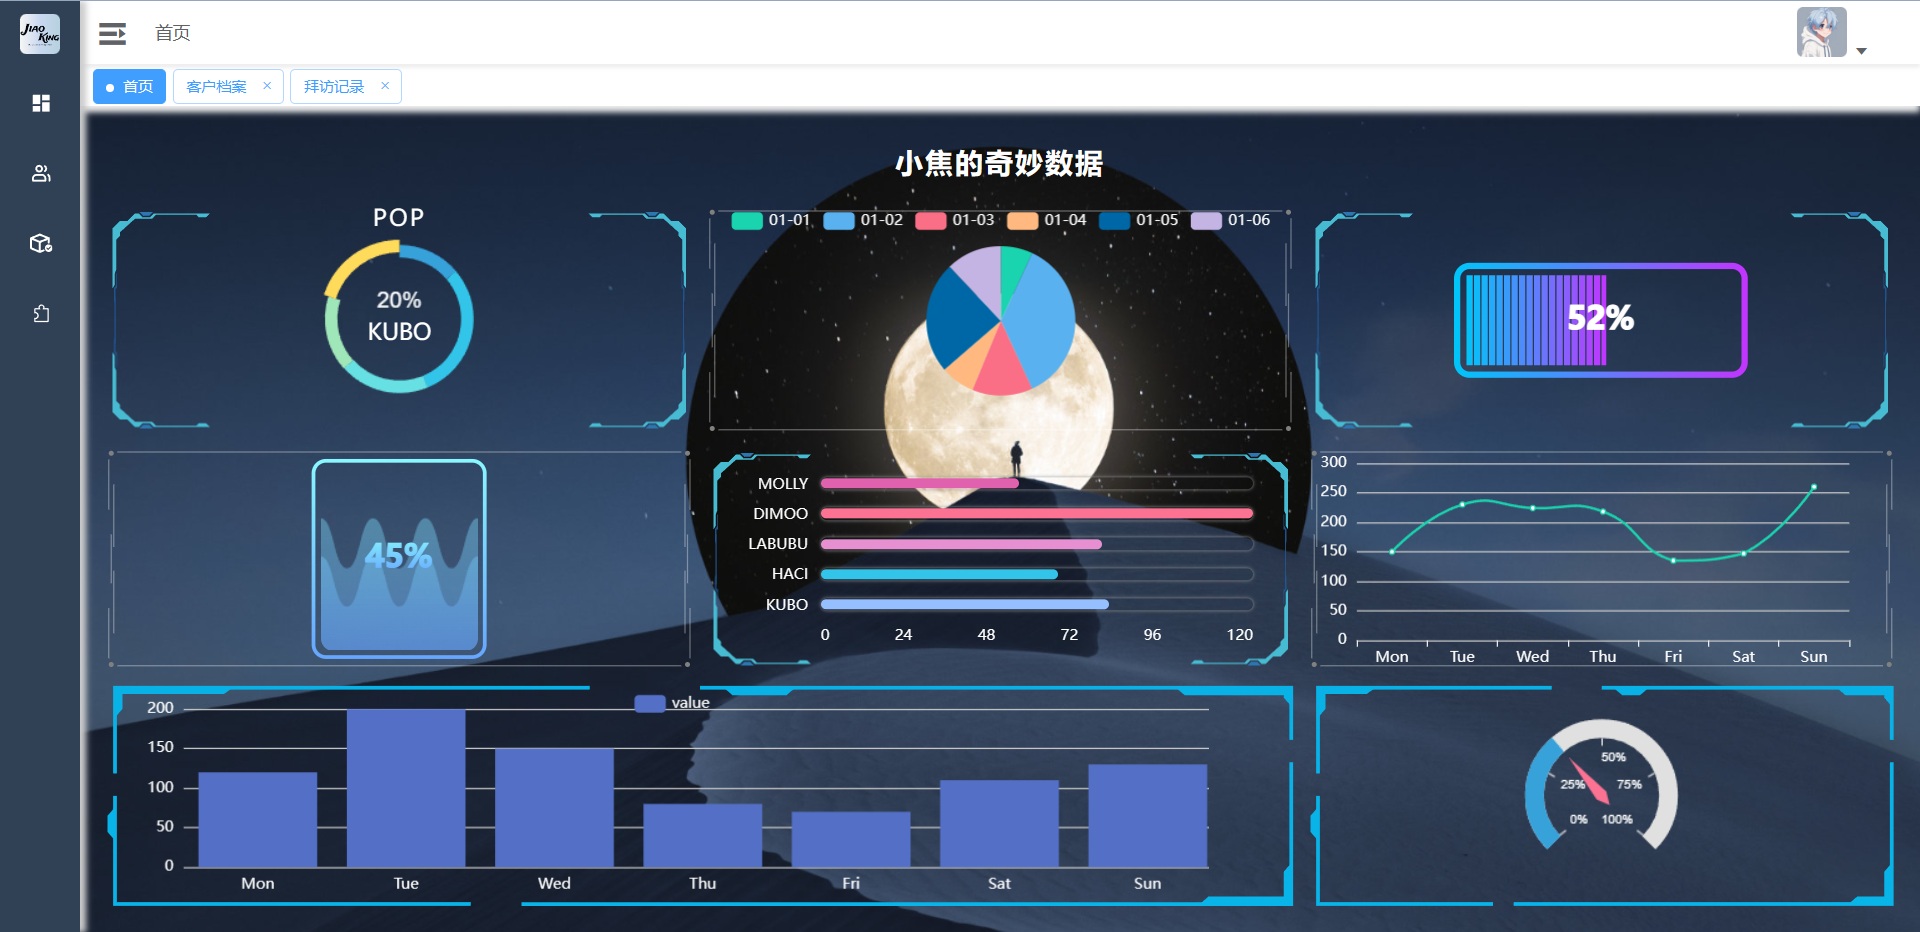 JIAO
KING
首页
首页
客户档案 ×
拜访记录 ×
小焦的奇妙数据
POP
20%
KUBO
01-01 01-02 01-03 01-04 01-05 01-06
52%
45%
MOLLY
DIMOO
LABUBU
HACI
KUBO
0 24 48 72 96 120
300
250
200
150
100
50
0
Mon Tue Wed Thu Fri Sat Sun
value
200
150
100
50
0
Mon Tue Wed Thu Fri Sat Sun
50%
25% 75%
0% 100%